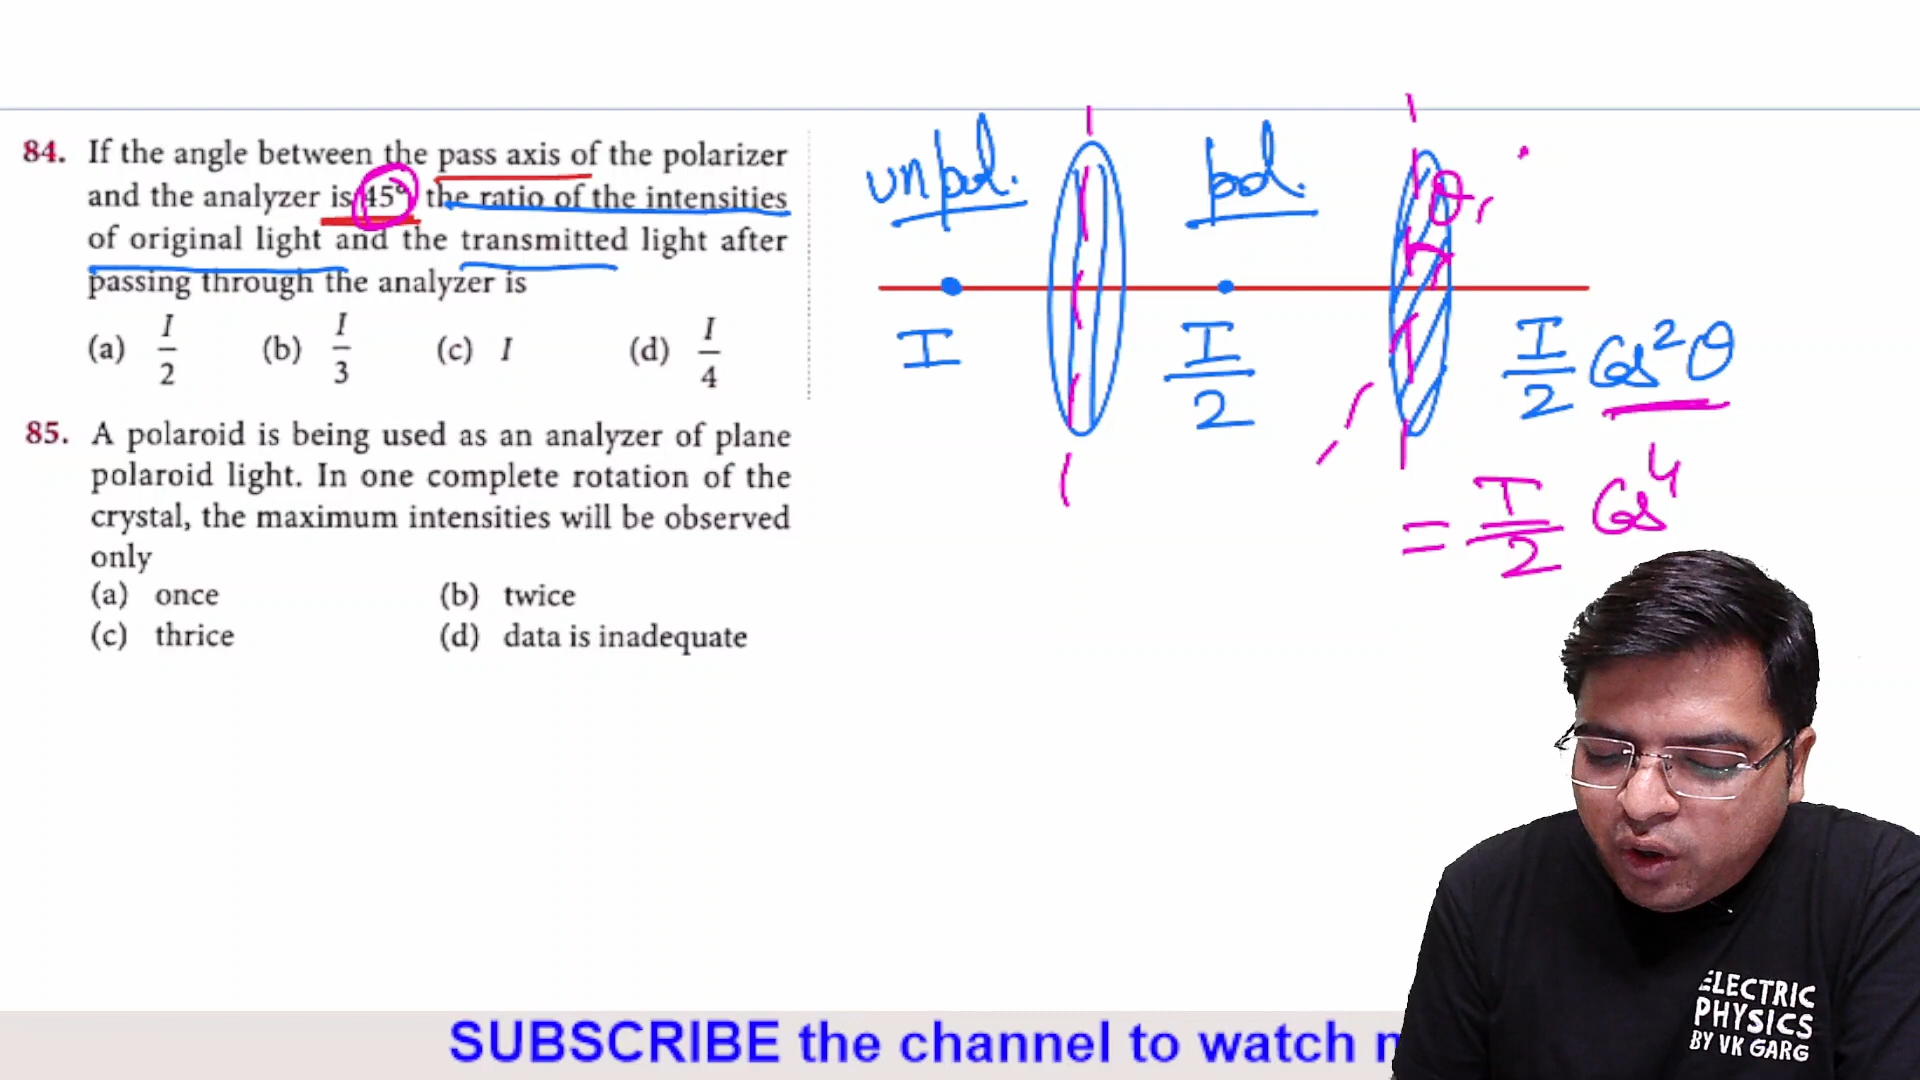 84. If the angle between the pass axis of the polarizer
and the analyzer is 45° the ratio of the intensities
of original light and the transmitted light after
passing through the analyzer is
(a) I/2 (b) I/3 (c) I (d) I/4
85. A polaroid is being used as an analyzer of plane
polaroid light. In one complete rotation of the
crystal, the maximum intensities will be observed
only
(a) once (b) twice
(c) thrice (d) data is inadequate
unpol. pol. θ
I I/2 I/2 Cos²θ
= I/2 Cos 4
ELECTRIC
PHYSICS
BY VK GARG
SUBSCRIBE the channel to watch